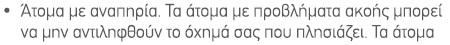 • Άτομα με αναπηρία. Τα άτομα με προβλήματα ακοής μπορεί
να μην αντιληφθούν το όχημά σας που πλησιάζει. Τα άτομα